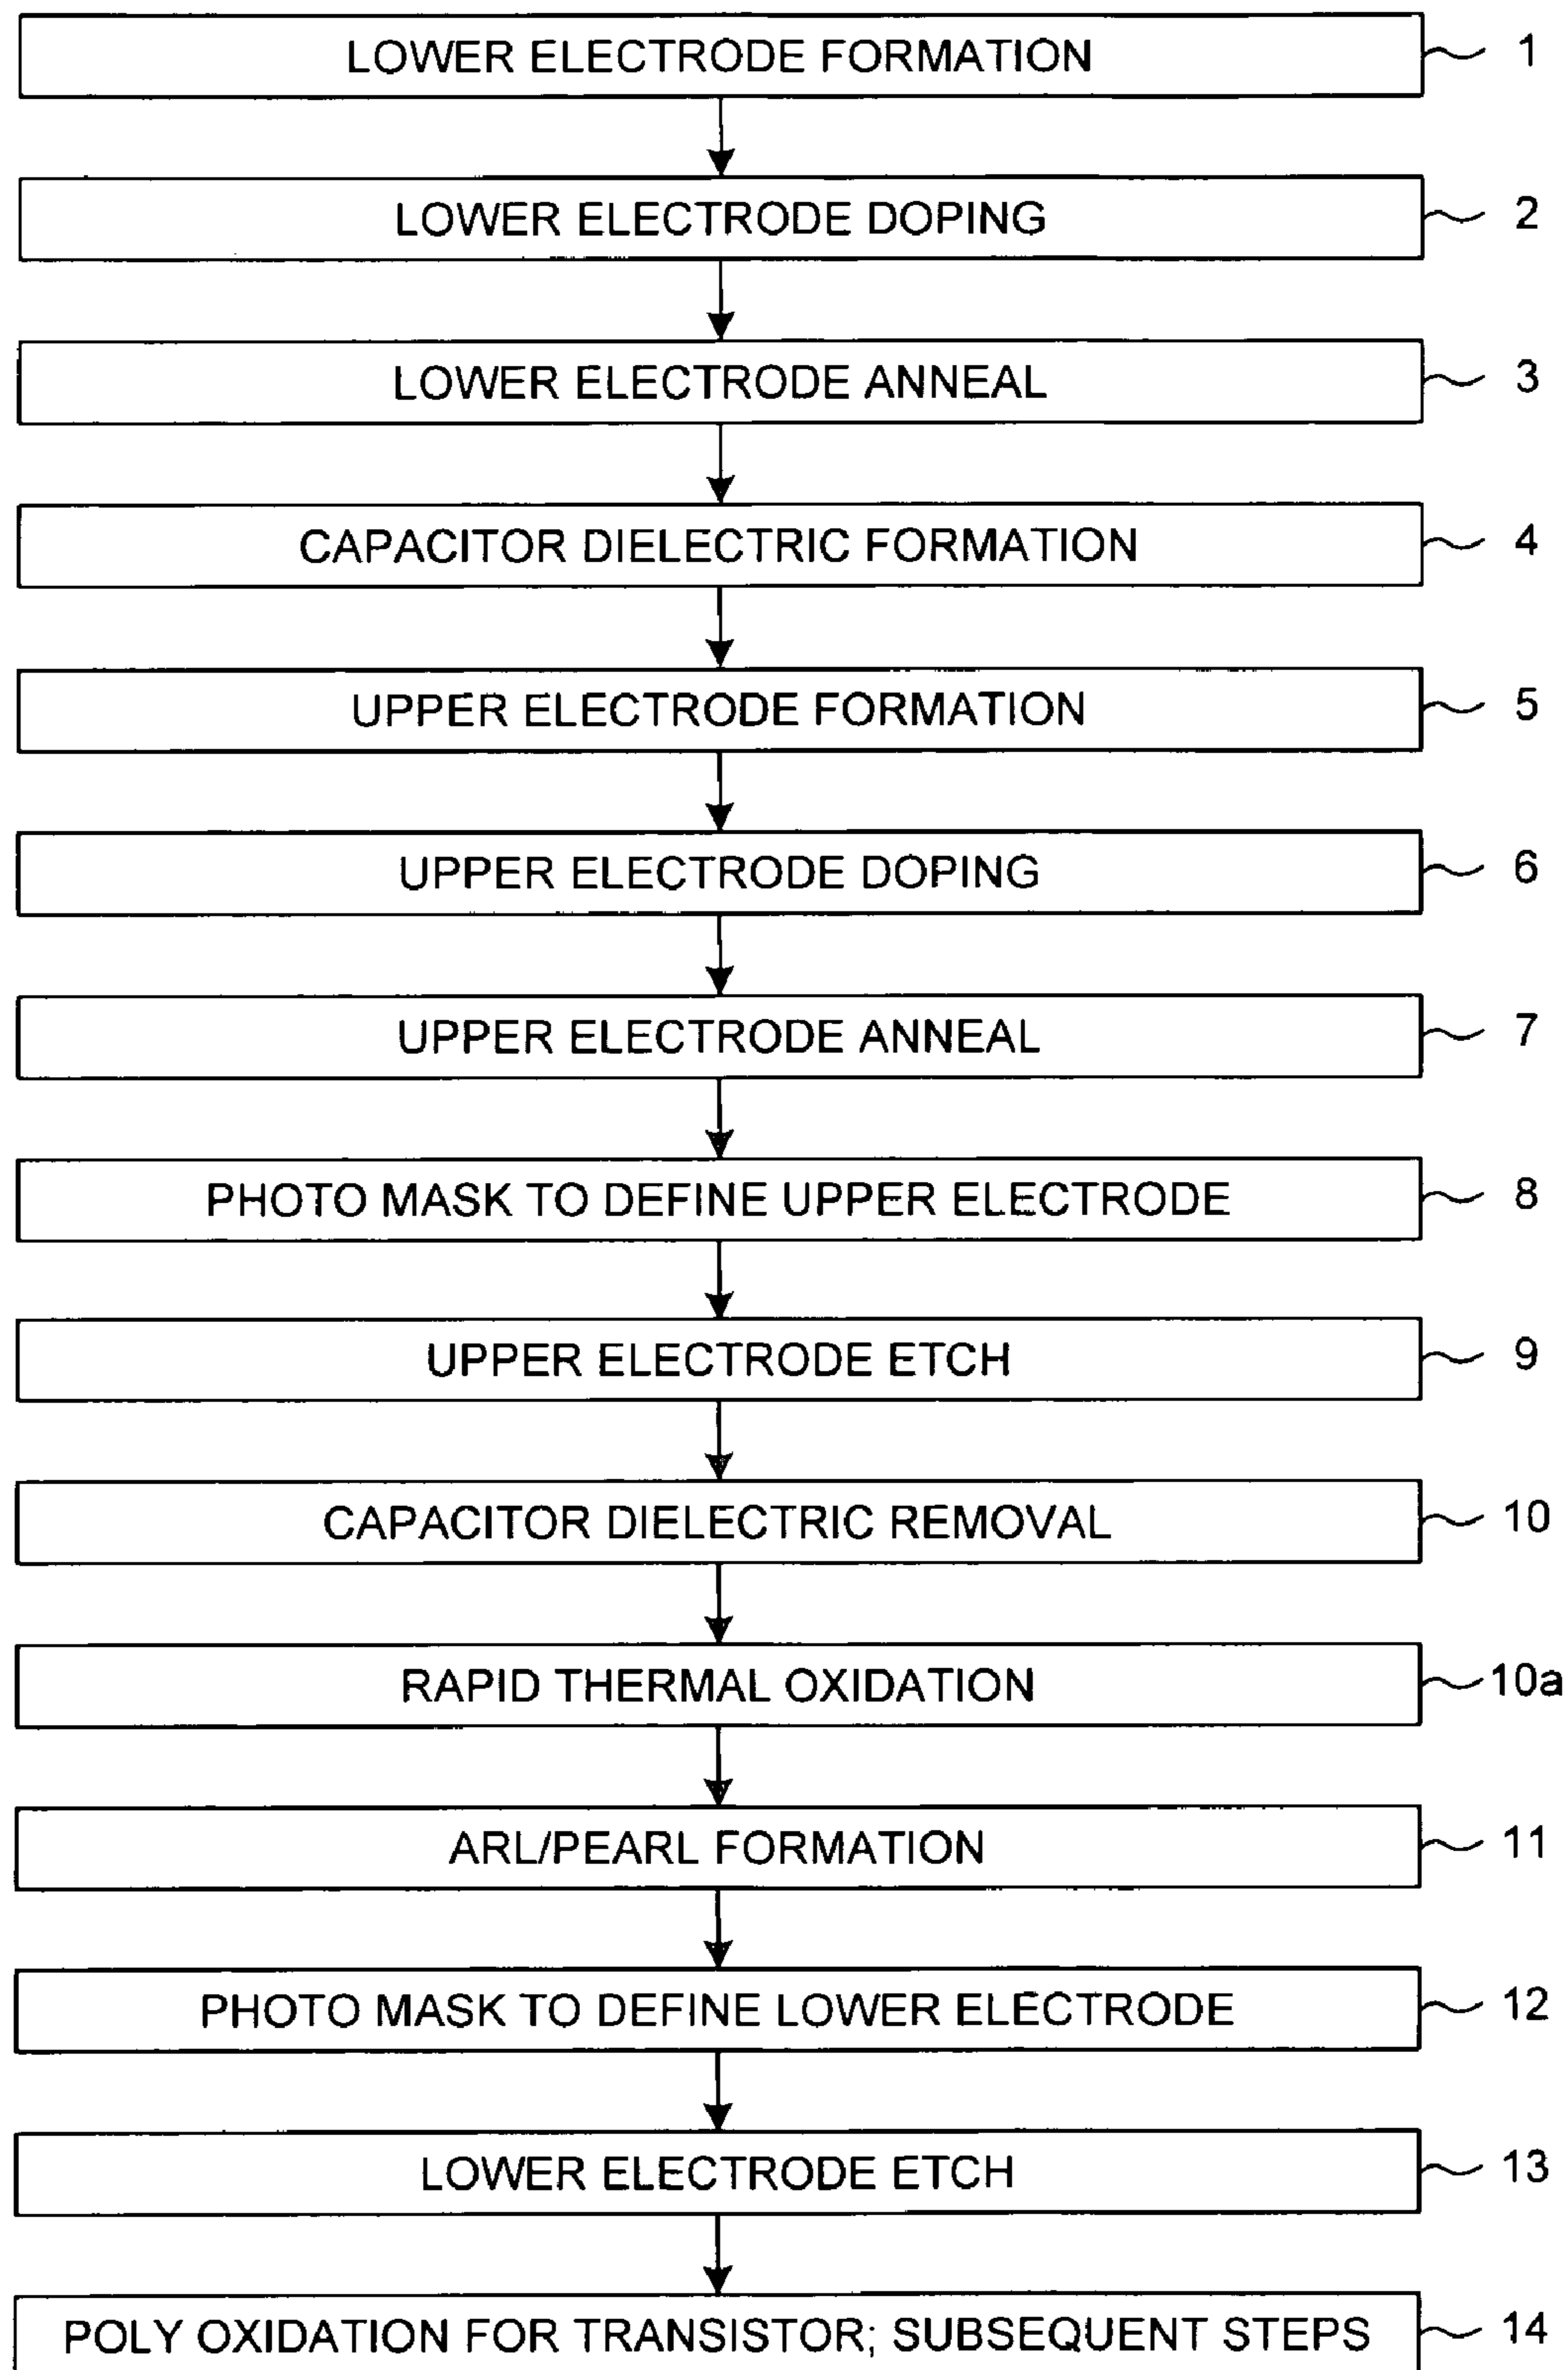 LOWER ELECTRODE FORMATION 1
LOWER ELECTRODE DOPING 2
LOWER ELECTRODE ANNEAL 3
CAPACITOR DIELECTRIC FORMATION 4
UPPER ELECTRODE FORMATION 5
UPPER ELECTRODE DOPING 6
UPPER ELECTRODE ANNEAL 7
PHOTO MASK TO DEFINE UPPER ELECTRODE 8
UPPER ELECTRODE ETCH 9
CAPACITOR DIELECTRIC REMOVAL 10
RAPID THERMAL OXIDATION 10a
ARL/PEARL FORMATION 11
PHOTO MASK TO DEFINE LOWER ELECTRODE 12
LOWER ELECTRODE ETCH 13
POLY OXIDATION FOR TRANSISTOR; SUBSEQUENT STEPS 14